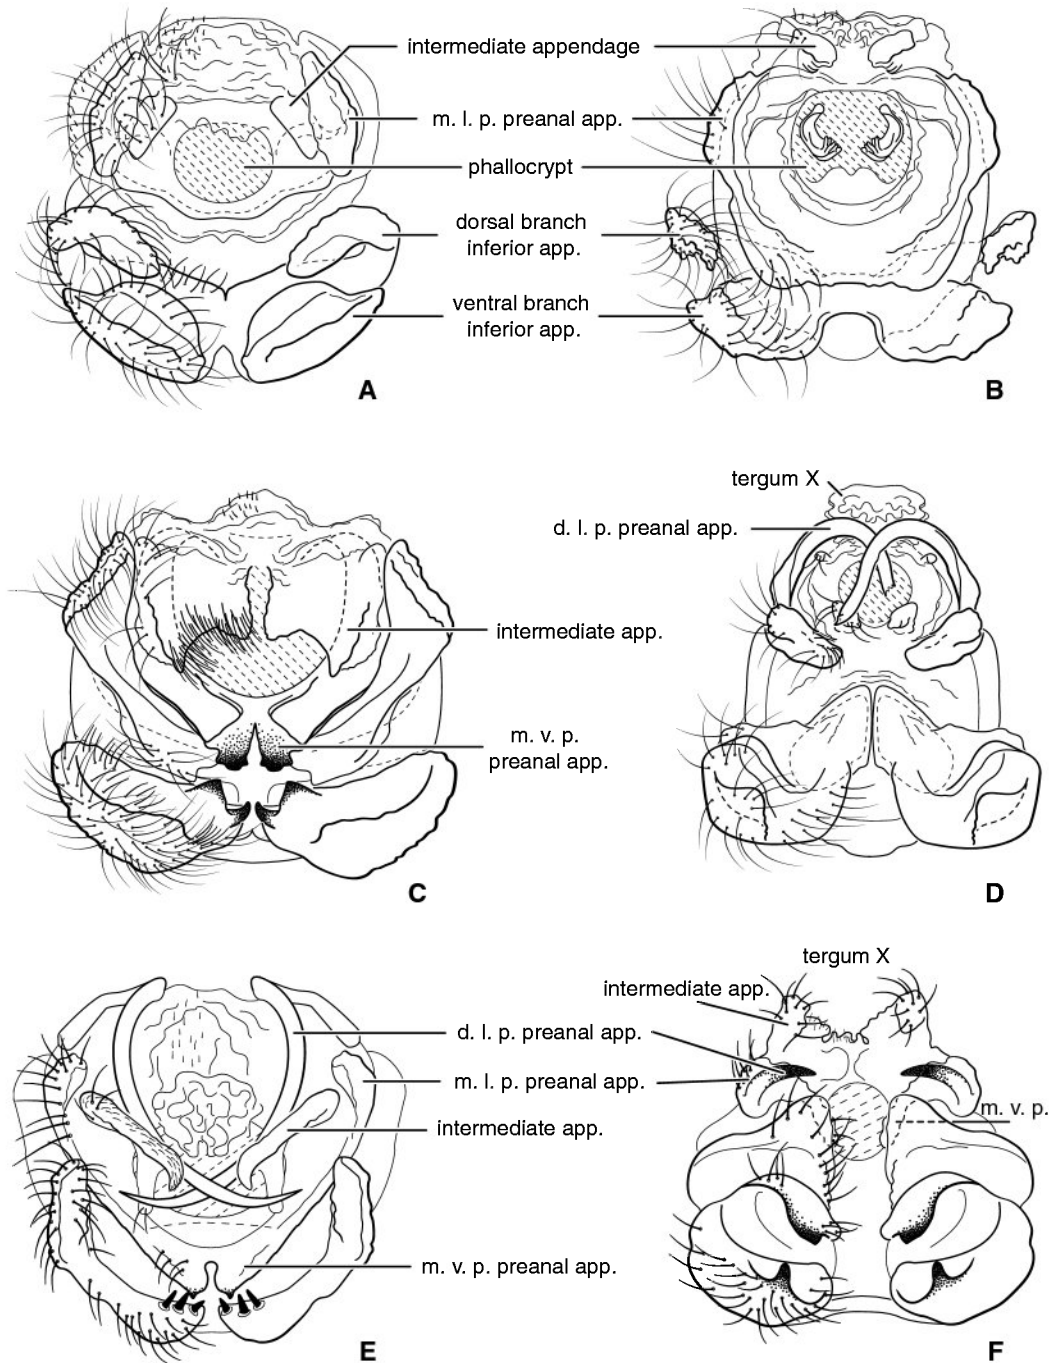 intermediate appendage
m. l. p. preanal app.
phallocrypt
dorsal branch
inferior app.
ventral branch
inferior app.
A
B
tergum X
d. l. p. preanal app.
intermediate app.
m. v. p.
preanal app.
C
D
tergum X
intermediate app.
d. l. p. preanal app.
m. l. p. preanal app.
m. v. p.
intermediate app.
m. v. p. preanal app.
E
F